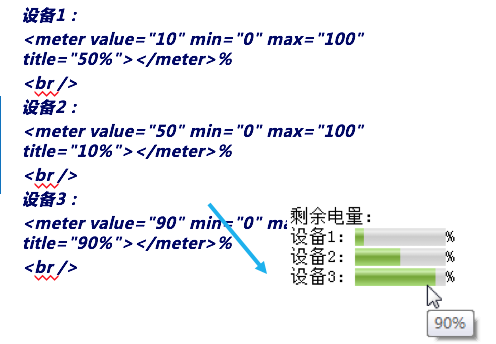 设备1：
<meter value="10" min="0" max="100"
title="50%"></meter>%
<br/>
设备2：
<meter value="50" min="0" max="100"
title="10%"></meter>%
<br/>
设备3：
<meter value="90" min="0" ma
title="90%"></meter>%
<br/>
剩余电量：
设备1： %
设备2： %
设备3： %
90%